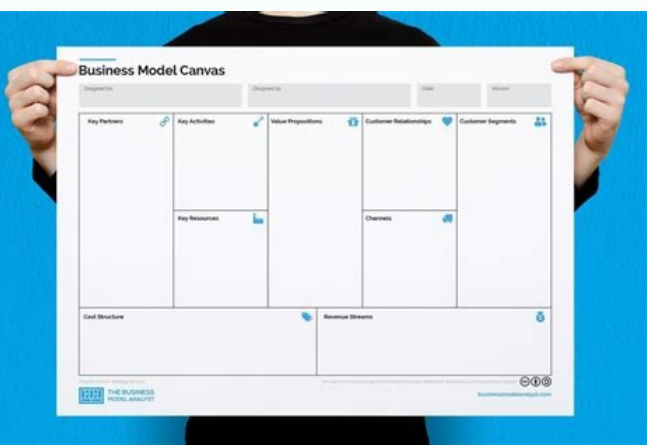 Business Model Canvas
Designed for:
Designed by:
Date:
Version:
Key Partners
Key Activities
Value Propositions
Customer Relationships
Customer Segments
Key Resources
Channels
Cost Structure
Revenue Streams
THE BUSINESS
MODEL ANALYST
businessmodelanalyst.com